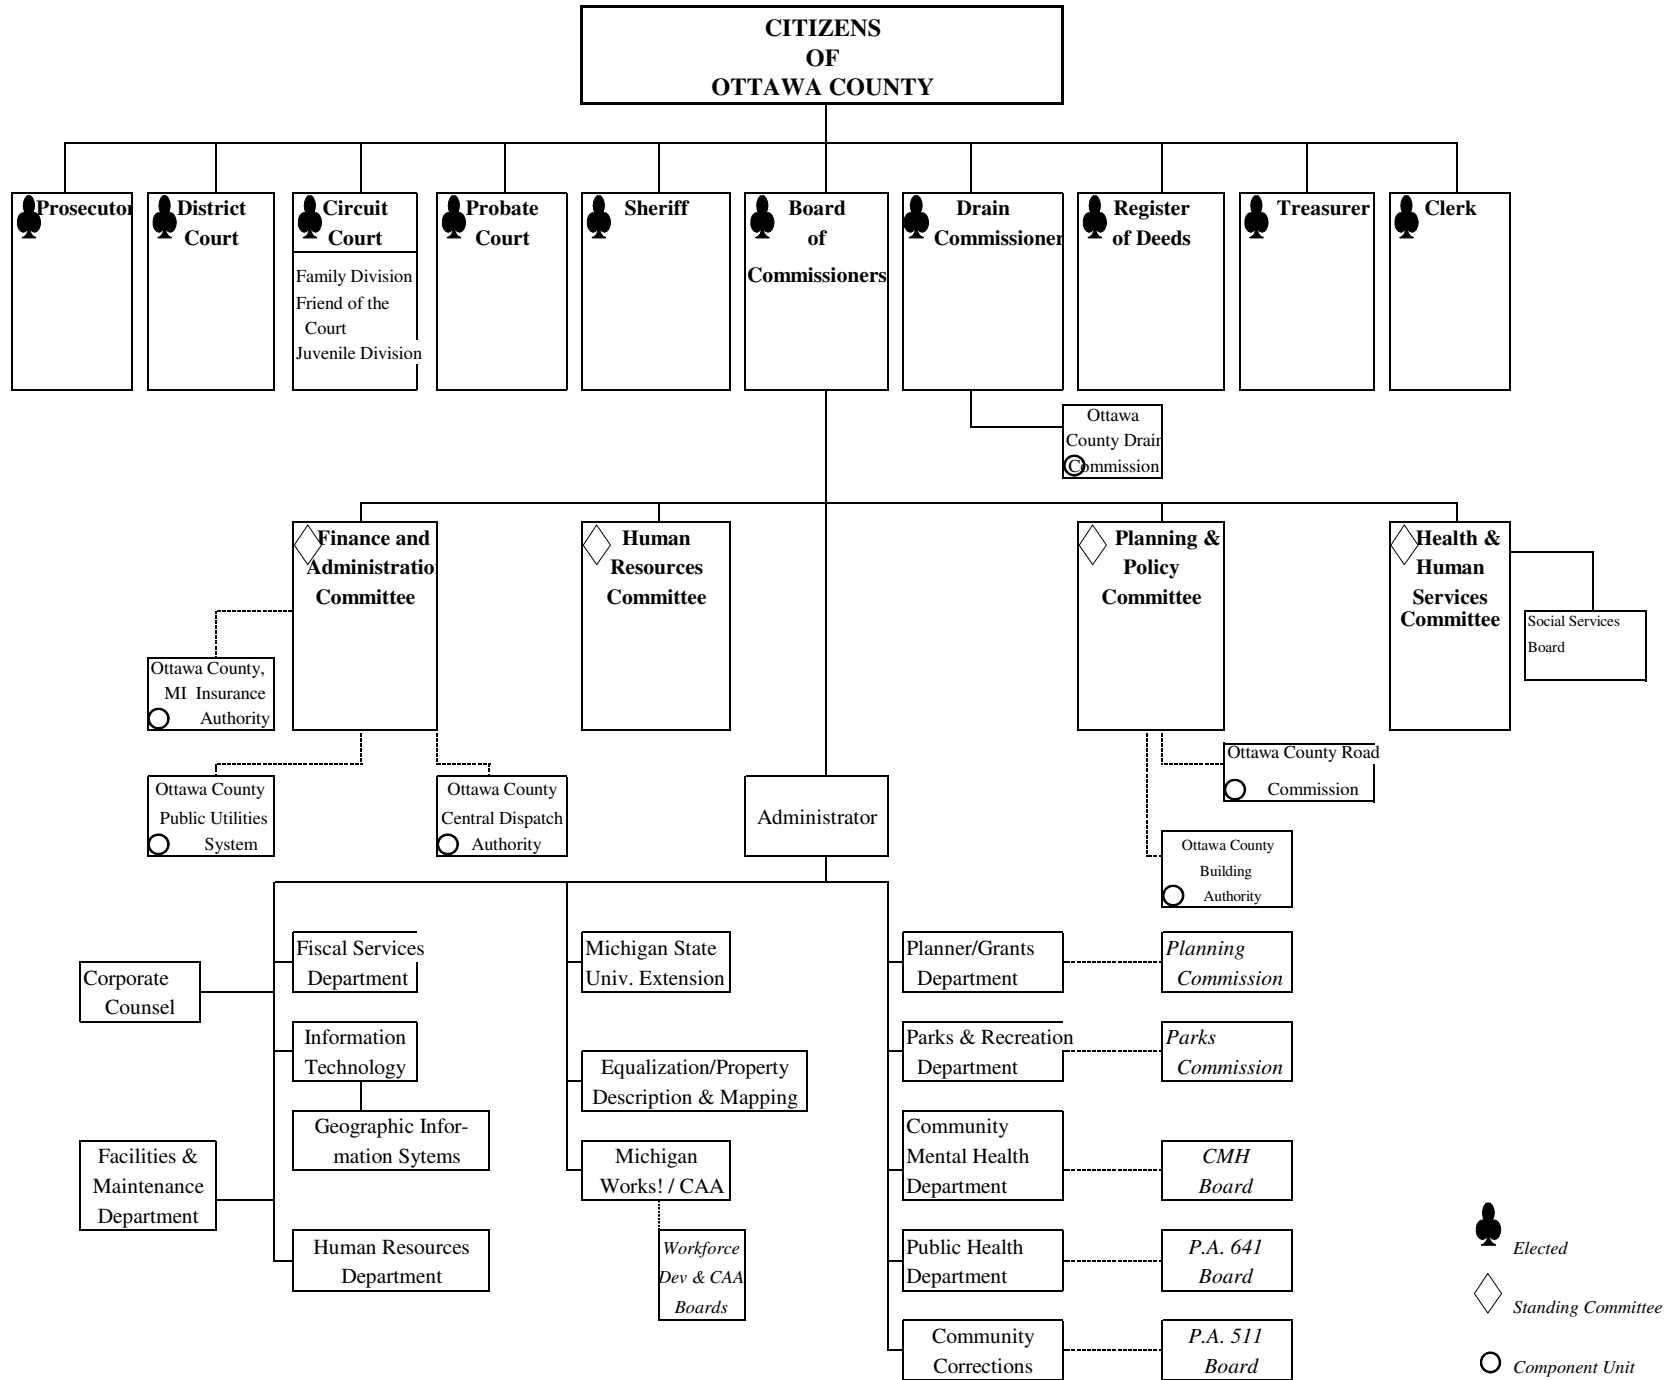 CITIZENS
OF
OTTAWA COUNTY
Prosecutor
District
Court
Circuit
Court
Family Division
Friend of the
Court
Juvenile Division
Probate
Court
Sheriff
Board
of
Commissioners
Drain
Commissioner
Register
of Deeds
Treasurer
Clerk
Ottawa
County Drain
Commission
Finance and
Administratio
Committee
Human
Resources
Committee
Planning &
Policy
Committee
Health &
Human
Services
Committee
Social Services
Board
Ottawa County,
MI Insurance
Authority
Ottawa County
Public Utilities
System
Ottawa County
Central Dispatch
Authority
Administrator
Ottawa County Road
Commission
Ottawa County
Building
Authority
Corporate
Counsel
Facilities &
Maintenance
Department
Fiscal Services
Department
Information
Technology
Geographic Infor-
mation Sytems
Human Resources
Department
Michigan State
Univ. Extension
Equalization/Property
Description & Mapping
Michigan
Works! / CAA
Workforce
Dev & CAA
Boards
Planner/Grants
Department
Planning
Commission
Parks & Recreation
Department
Parks
Commission
Community
Mental Health
Department
CMH
Board
Public Health
Department
P.A. 641
Board
Community
Corrections
P.A. 511
Board
Elected
Standing Committee
Component Unit